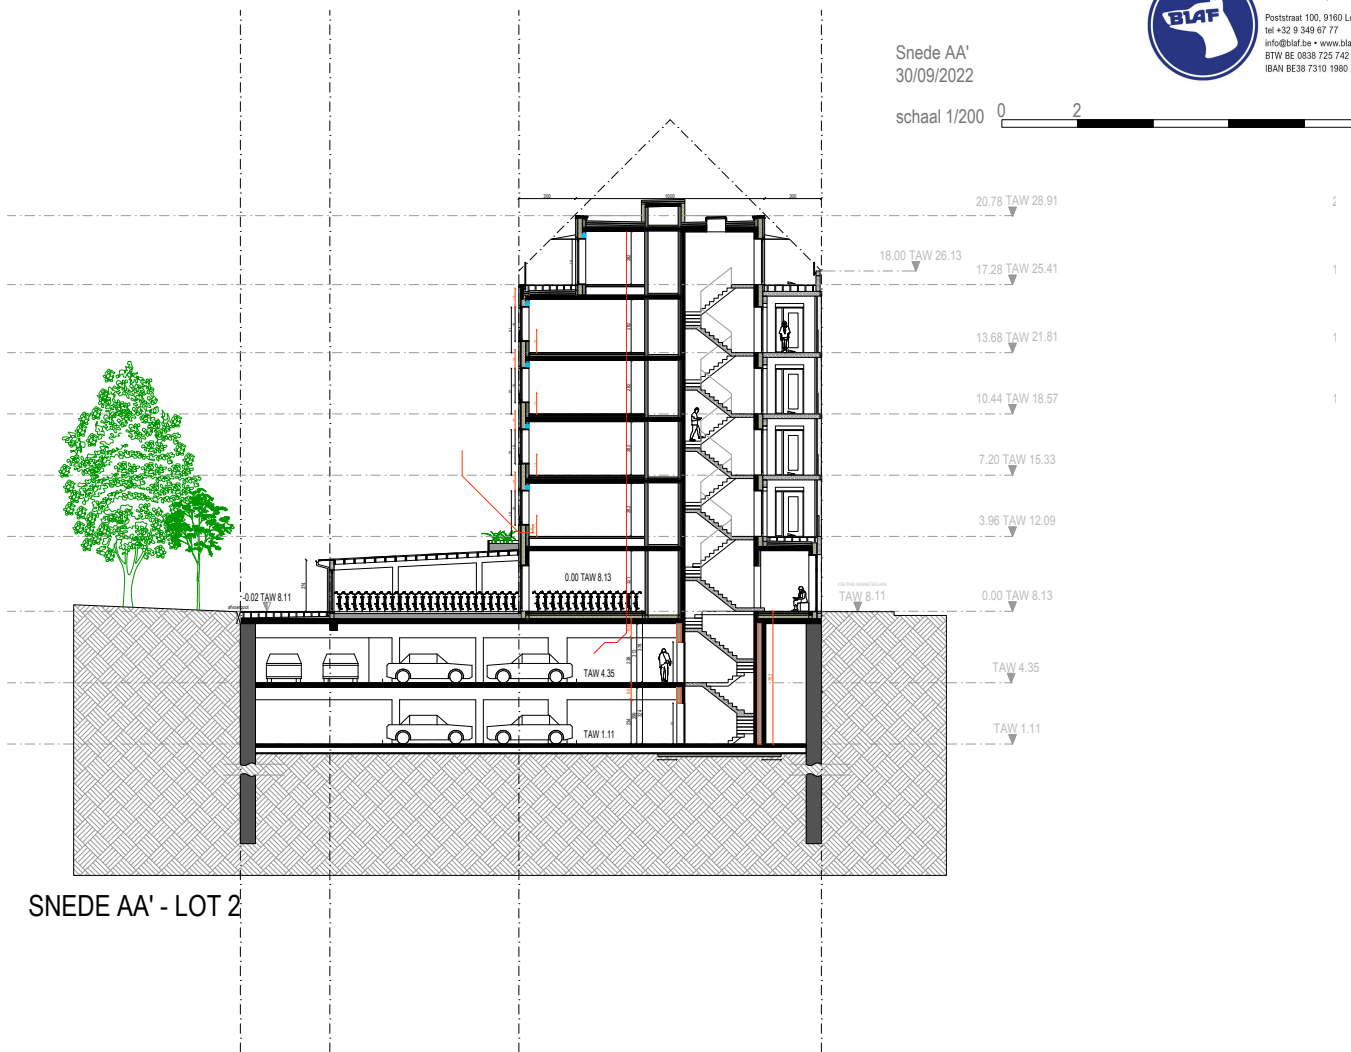 BLAF
Poststraat 100, 9160
tel +32 9 349 67 77
info@blaf.be • www.bla
BTW BE 0838 725 742
IBAN BE38 7310 1980
Snede AA'
30/09/2022
schaal 1/200 0 2
300 1000 300
20.78 TAW 28.91
18.00 TAW 26.13
17.28 TAW 25.41
13.68 TAW 21.81
10.44 TAW 18.57
7.20 TAW 15.33
3.96 TAW 12.09
0.00 TAW 8.13
-0.02 TAW 8.11
TAW 8.11
0.00 TAW 8.13
TAW 4.35
TAW 4.35
TAW 1.11
TAW 1.11
SNEDE AA' - LOT 2